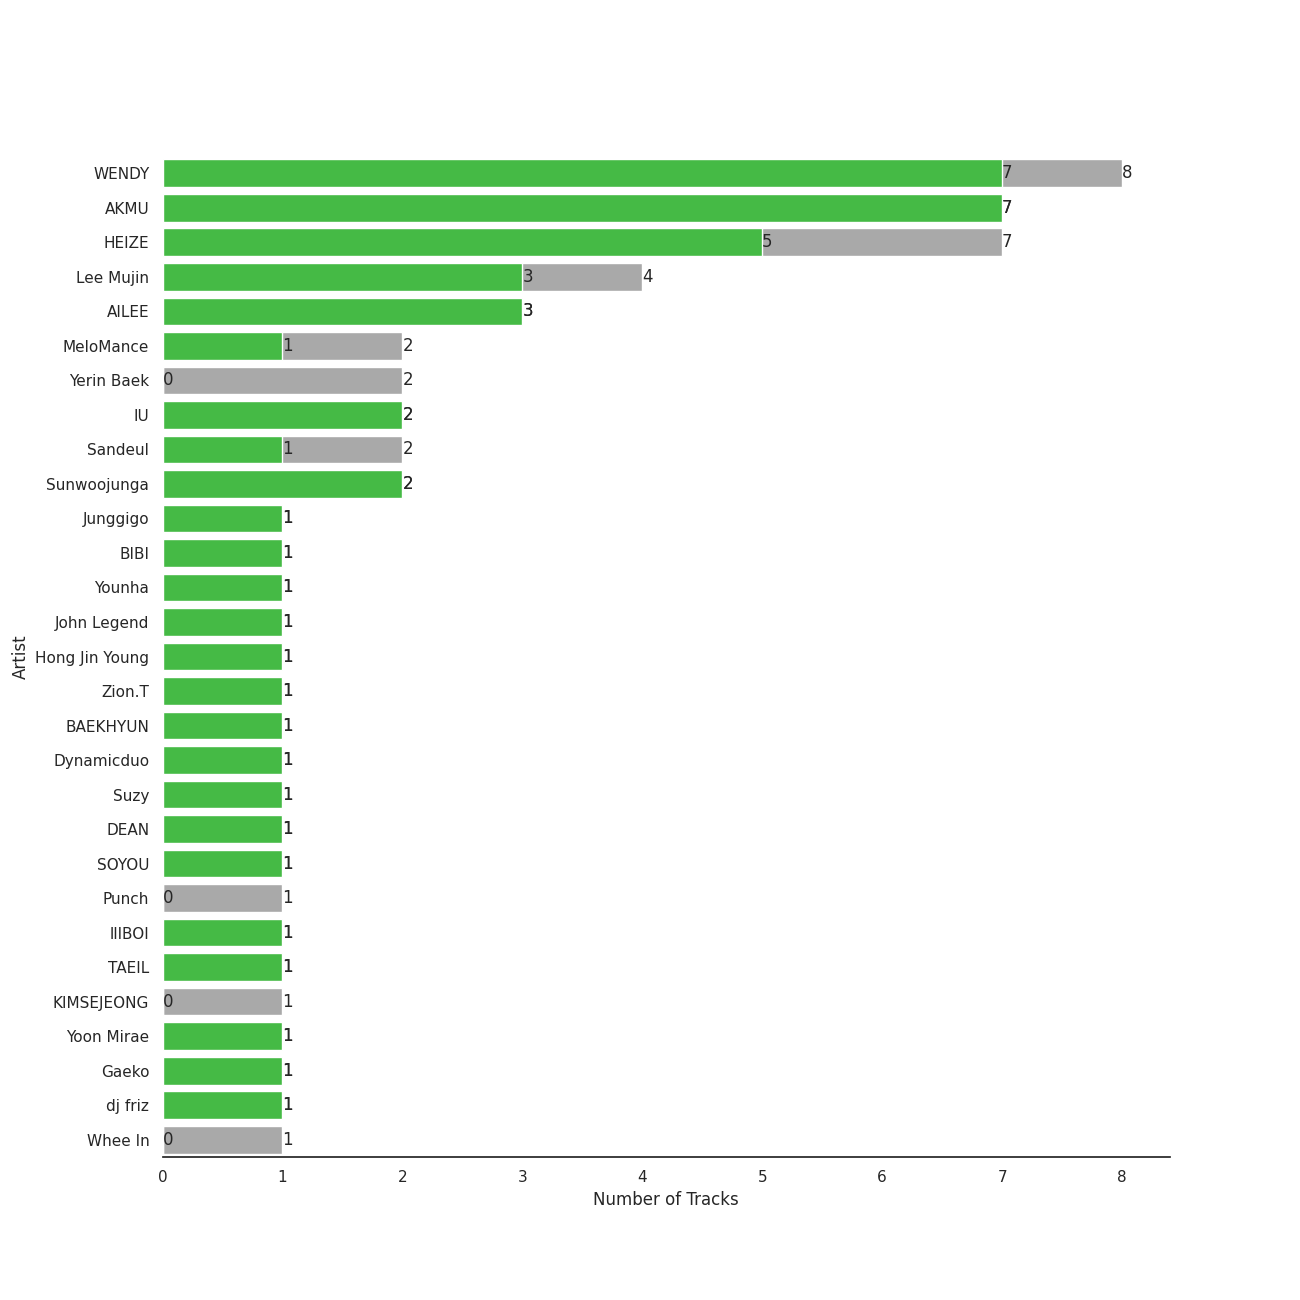 WENDY 7 8
AKMU 7
HEIZE 5 7
Lee Mujin 3 4
AILEE 3
MeloMance 1 2
Yerin Baek 0 2
IU 2
Sandeul 1 2
Sunwoojunga 2
Junggigo 1
BIBI 1
Younha 1
John Legend 1
Hong Jin Young 1
Zion.T 1
BAEKHYUN 1
Dynamicduo 1
Suzy 1
DEAN 1
SOYOU 1
Punch 0 1
IIIBOI 1
TAEIL 1
KIMSEJEONG 0 1
Yoon Mirae 1
Gaeko 1
dj friz 1
Whee In 0 1
0 1 2 3 4 5 6 7 8
Number of Tracks
Artist